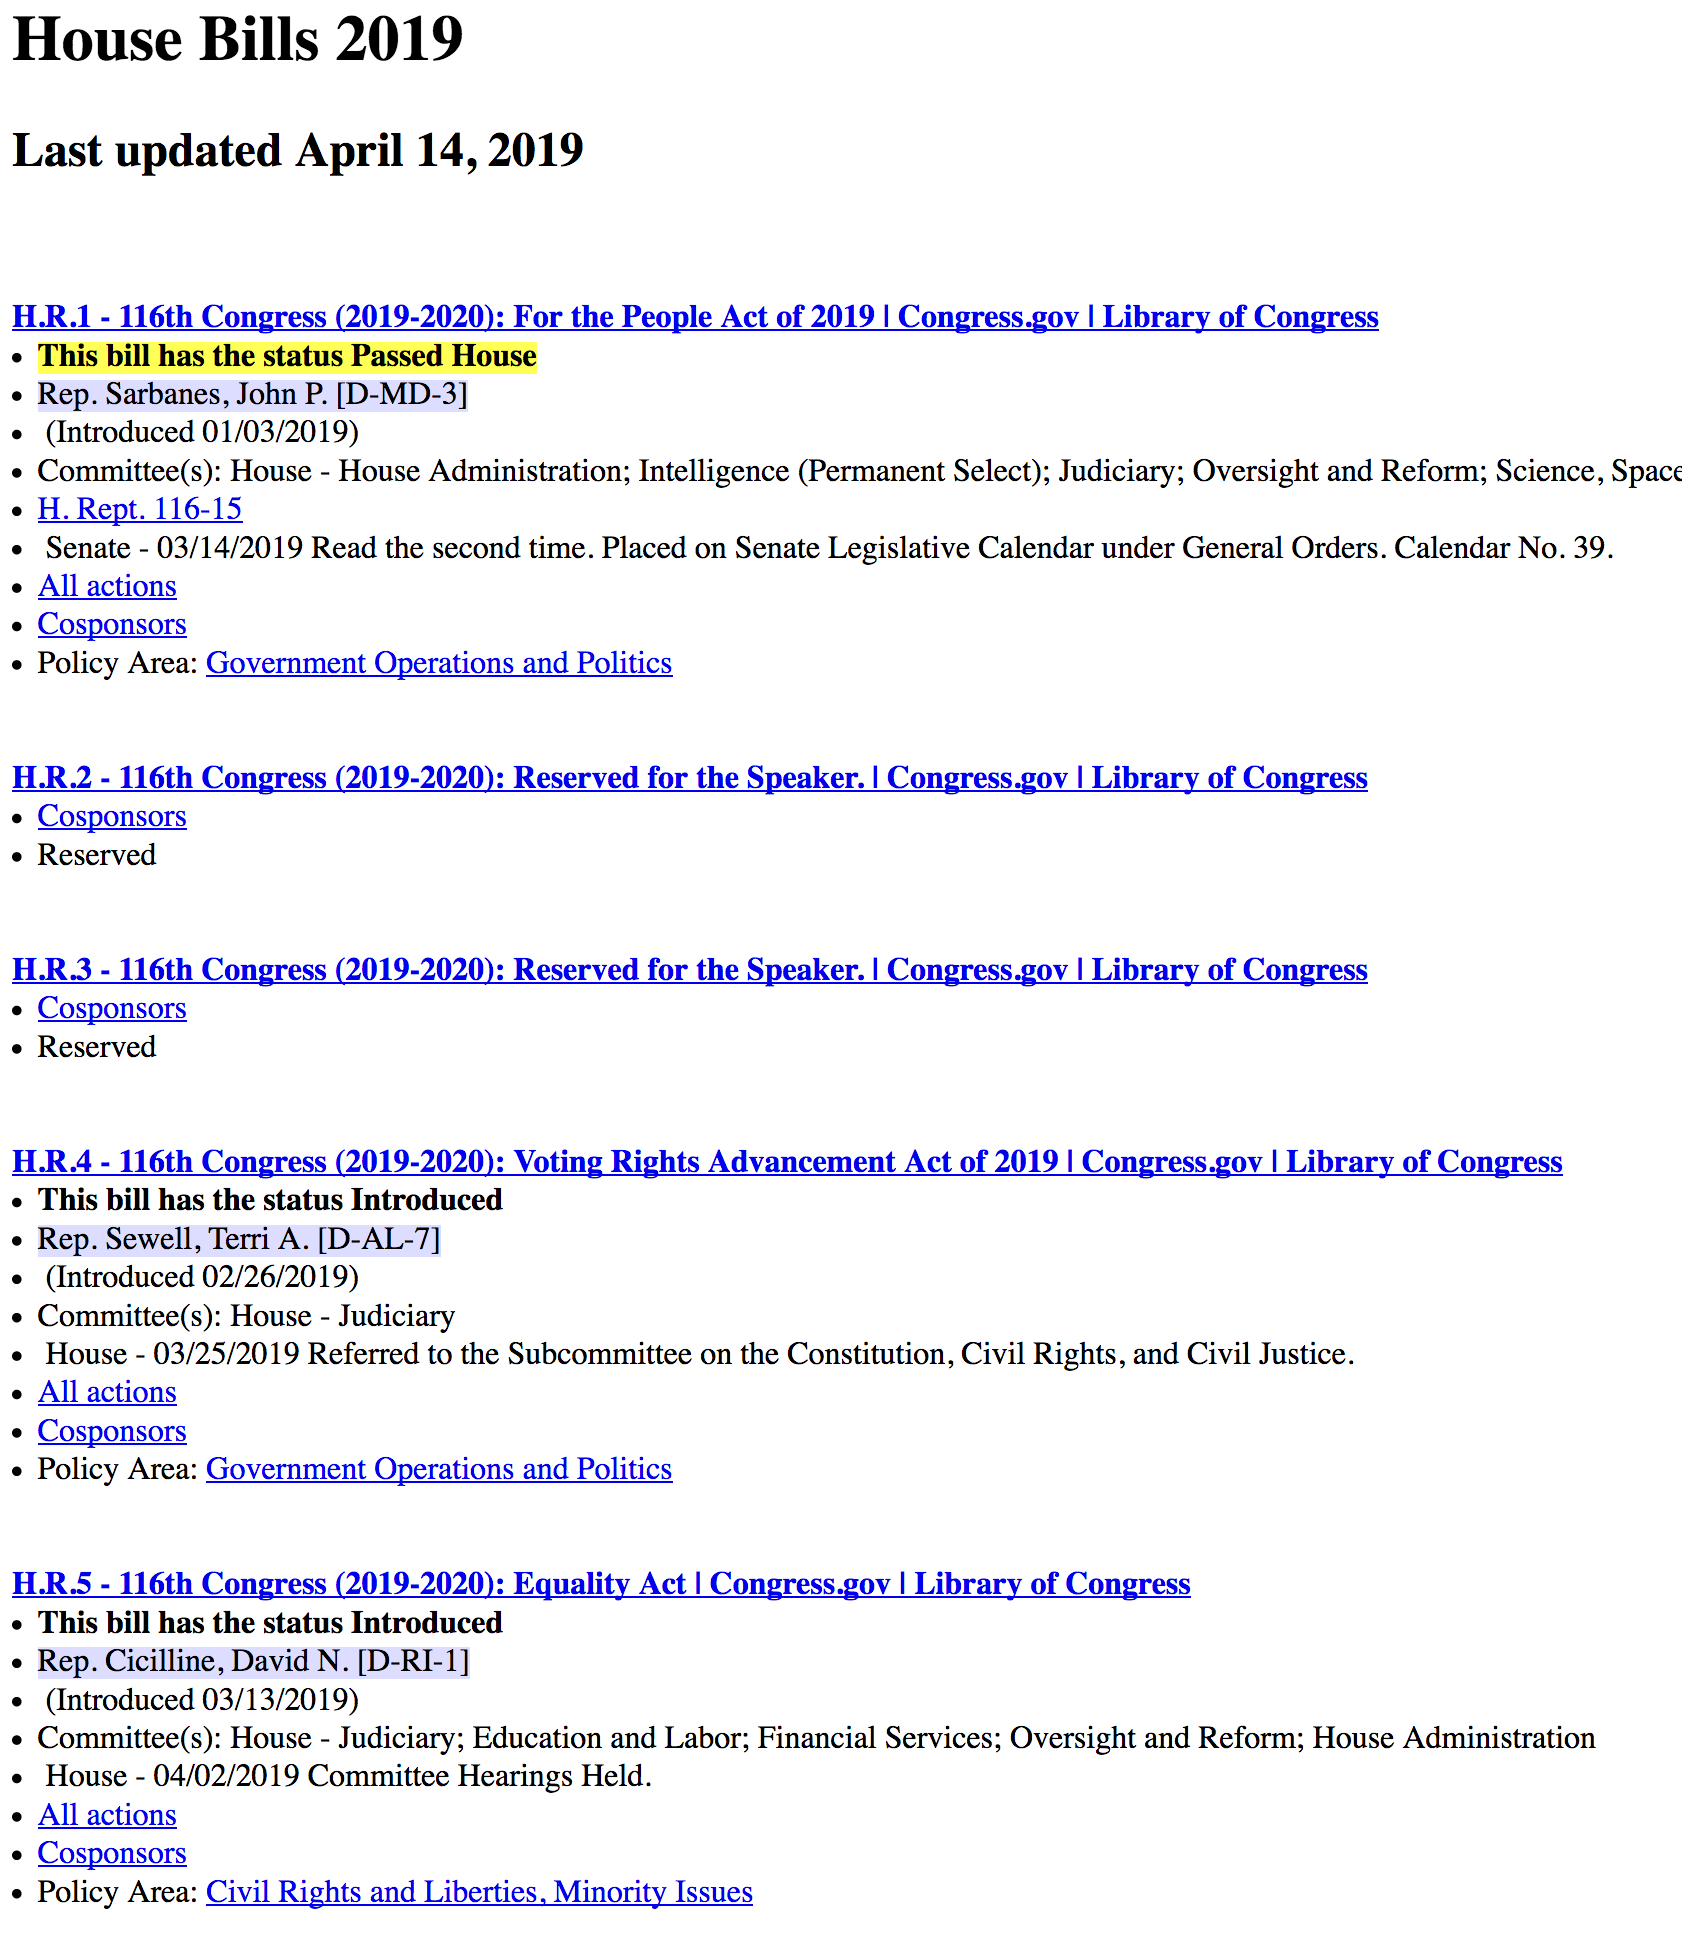 House Bills 2019
Last updated April 14, 2019
H.R.1 - 116th Congress (2019-2020): For the People Act of 2019 | Congress.gov | Library of Congress
• This bill has the status Passed House
• Rep. Sarbanes, John P. [D-MD-3]
• (Introduced 01/03/2019)
• Committee(s): House - House Administration; Intelligence (Permanent Select); Judiciary; Oversight and Reform; Science, Space
• H. Rept. 116-15
• Senate - 03/14/2019 Read the second time. Placed on Senate Legislative Calendar under General Orders. Calendar No. 39.
• All actions
• Cosponsors
• Policy Area: Government Operations and Politics
H.R.2 - 116th Congress (2019-2020): Reserved for the Speaker. | Congress.gov | Library of Congress
• Cosponsors
• Reserved
H.R.3 - 116th Congress (2019-2020): Reserved for the Speaker. | Congress.gov | Library of Congress
• Cosponsors
• Reserved
H.R.4 - 116th Congress (2019-2020): Voting Rights Advancement Act of 2019 | Congress.gov | Library of Congress
• This bill has the status Introduced
• Rep. Sewell, Terri A. [D-AL-7]
• (Introduced 02/26/2019)
• Committee(s): House - Judiciary
• House - 03/25/2019 Referred to the Subcommittee on the Constitution, Civil Rights, and Civil Justice.
• All actions
• Cosponsors
• Policy Area: Government Operations and Politics
H.R.5 - 116th Congress (2019-2020): Equality Act | Congress.gov | Library of Congress
• This bill has the status Introduced
• Rep. Cicilline, David N. [D-RI-1]
• (Introduced 03/13/2019)
• Committee(s): House - Judiciary; Education and Labor; Financial Services; Oversight and Reform; House Administration
• House - 04/02/2019 Committee Hearings Held.
• All actions
• Cosponsors
• Policy Area: Civil Rights and Liberties, Minority Issues